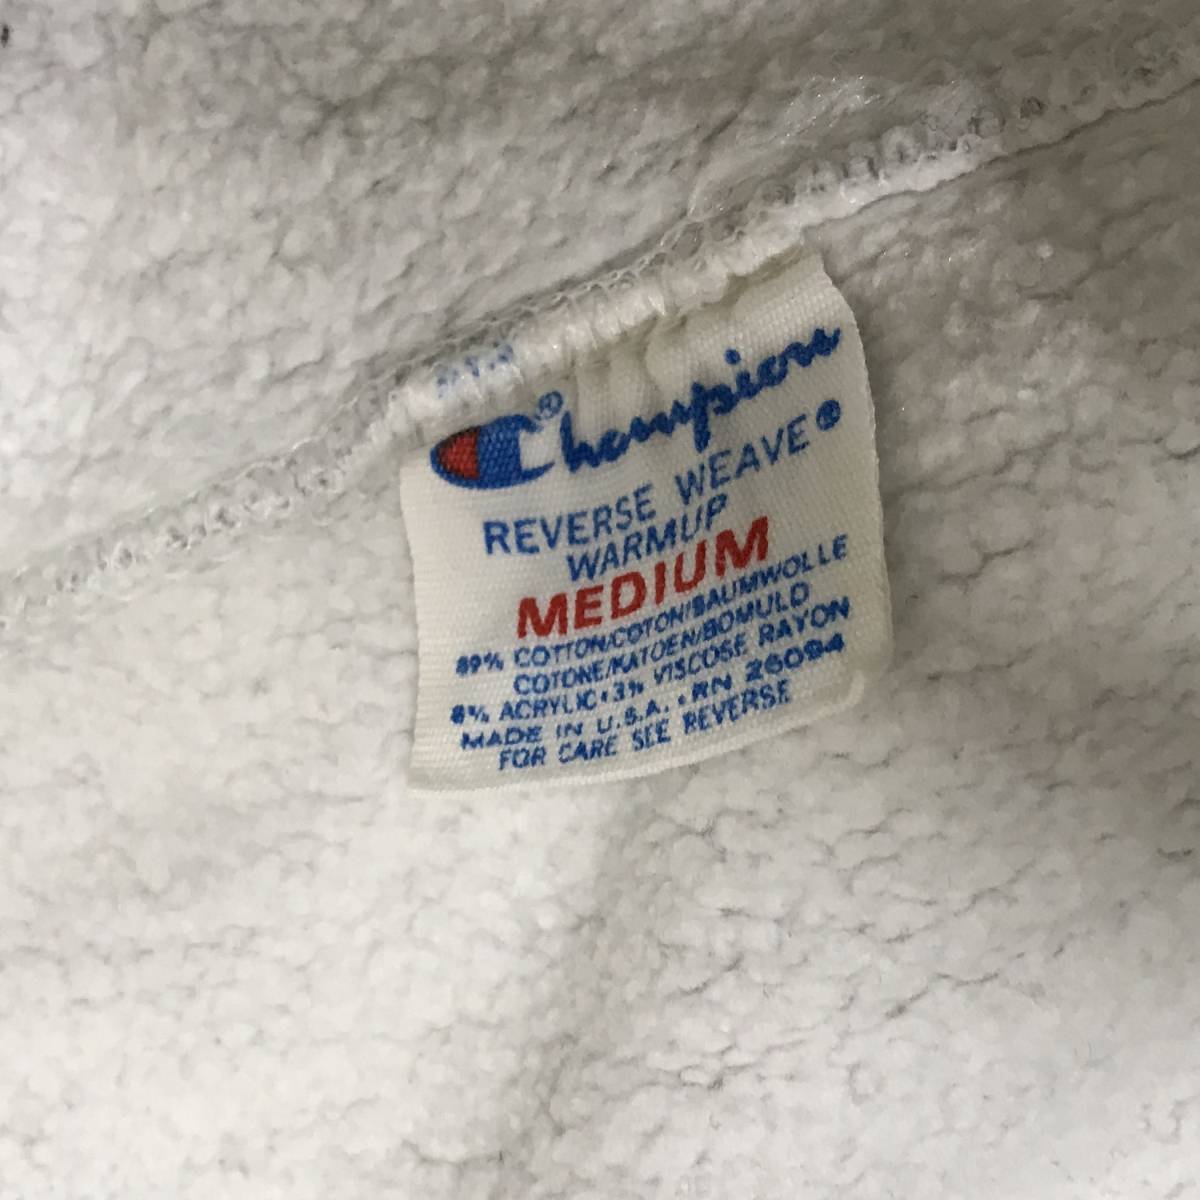 Champion®
REVERSE WEAVE®
WARMUP
MEDIUM
89% COTTON/COTON/BAUMWOLLE
COTONE/KATOEN/BOMULD
8% ACRYLIC•3% VISCOSE RAYON
MADE IN U.S.A. • RN 26094
FOR CARE SEE REVERSE